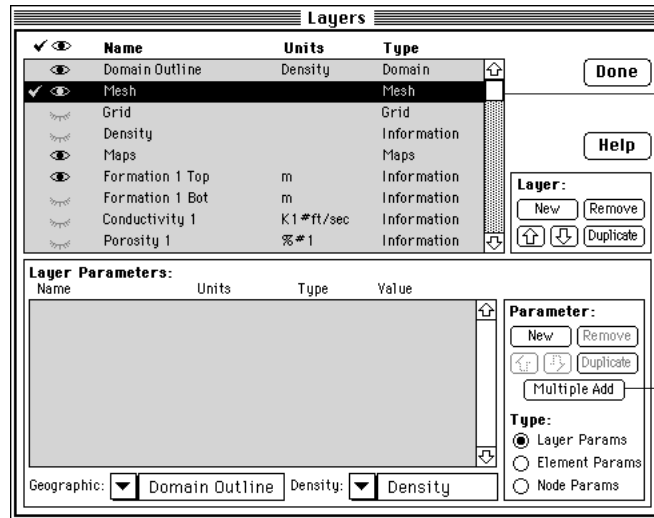 Layers
Name Units Type
Domain Outline Density Domain
Mesh Mesh
Grid Grid
Density Information
Maps Maps
Formation 1 Top m Information
Formation 1 Bot m Information
Conductivity 1 K1#ft/sec Information
Porosity 1 %#1 Information
Done
Help
Layer:
New Remove
Duplicate
Layer Parameters:
Name Units Type Value
Parameter:
New Remove
Duplicate
Multiple Add
Type:
Layer Params
Element Params
Node Params
Geographic: Domain Outline Density: Density